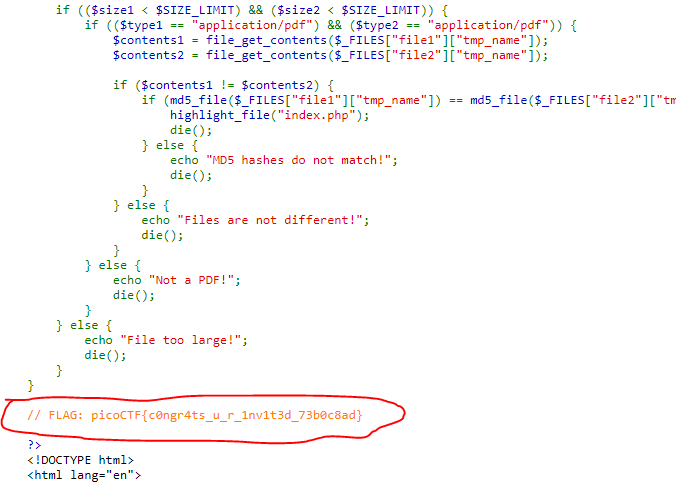 if (($size1 < $SIZE_LIMIT) && ($size2 < $SIZE_LIMIT)) {
if (($type1 == "application/pdf") && ($type2 == "application/pdf")) {
$contents1 = file_get_contents($_FILES["file1"]["tmp_name"]);
$contents2 = file_get_contents($_FILES["file2"]["tmp_name"]);
if ($contents1 != $contents2) {
if (md5_file($_FILES["file1"]["tmp_name"]) == md5_file($_FILES["file2"]["tm
highlight_file("index.php");
die();
} else {
echo "MD5 hashes do not match!";
die();
}
} else {
echo "Files are not different!";
die();
}
} else {
echo "Not a PDF!";
die();
}
} else {
echo "File too large!";
die();
}
}
// FLAG: picoCTF{c0ngr4ts_u_r_1nv1t3d_73b0c8ad}
?>
<!DOCTYPE html>
<html lang="en">